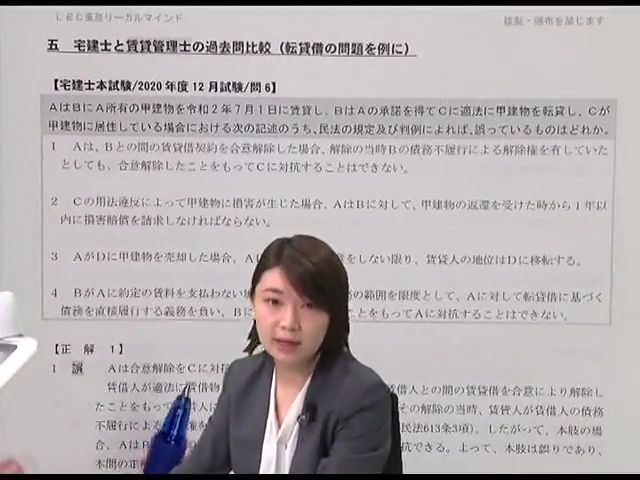 LEC東京リーガルマインド
複製・頒布を禁じます
五 宅建士と賃貸管理士の過去問比較（転貸借の問題を例に）
【宅建士本試験/2020年度12月試験/問6】
AはBにA所有の甲建物を令和2年7月1日に賃貸し、BはAの承諾を得てCに適法に甲建物を転貸し、Cが
甲建物に居住している場合における次の記述のうち、民法の規定及び判例によれば、誤っているものはどれか。
1 Aは、Bとの間の賃貸借契約を合意解除した場合、解除の当時Bの債務不履行による解除権を有していた
としても、合意解除したことをもってCに対抗することはできない。
2 Cの用法違反によって甲建物に損害が生じた場合、AはBに対して、甲建物の返還を受けた時から1年以
内に損害賠償を請求しなければならない。
3 AがDに甲建物を売却した場合、A 意をしない限り、賃貸人の地位はDに移転する。
4 BがAに約定の賃料を支払わない の範囲を限度として、Aに対して転貸借に基づく
債務を直接履行する義務を負い、B ことをもってAに対抗することはできない。
【正 解 1】
1 誤 Aは合意解除をCに対抗
賃借人が適法に賃借物 賃借人との間の賃貸借を合意により解除し
たことをもって その解除の当時、賃貸人が賃借人の債務
不履行による 民法613条3項）。したがって、本肢の場
合、AはB 抗できる。よって、本肢は誤りであり、
本問の正